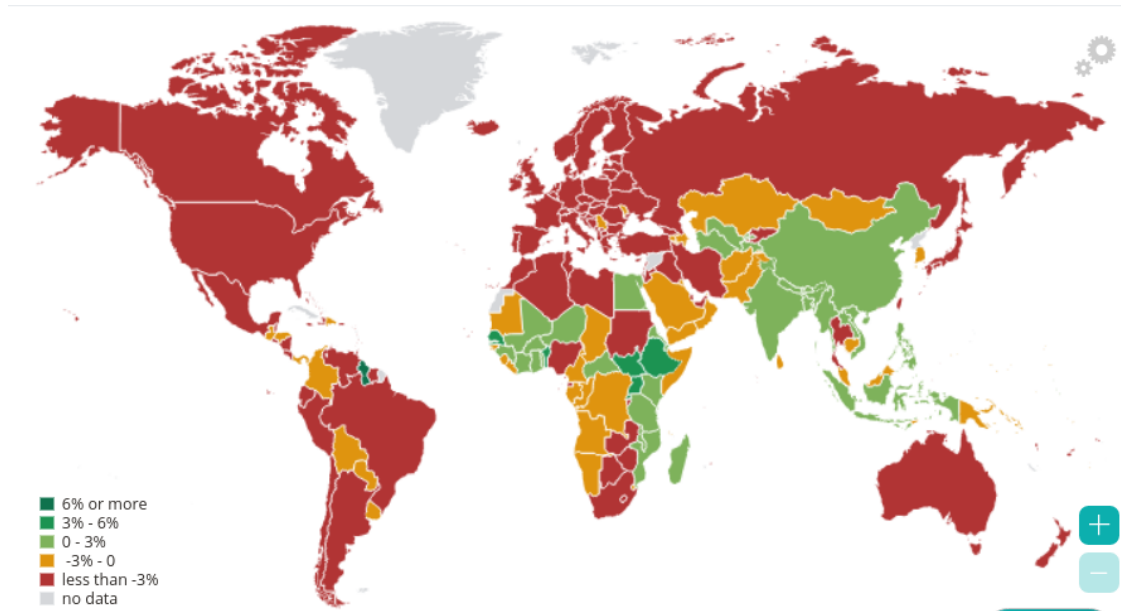 6% or more
3% - 6%
0 - 3%
-3% - 0
less than -3%
no data